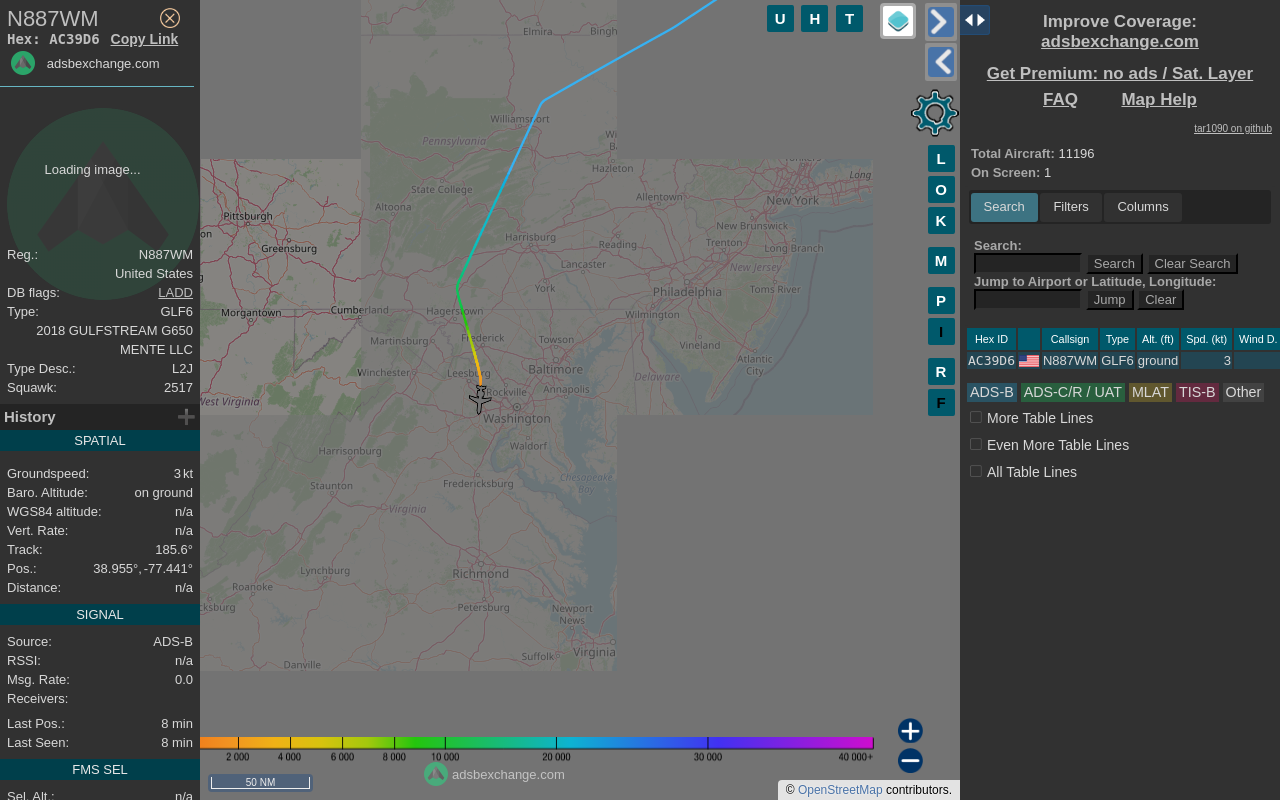 N887WM
Hex: AC39D6 Copy Link
adsbexchange.com
Loading image...
Reg.: N887WM
United States
DB flags: LADD
Type: GLF6
2018 GULFSTREAM G650
MENTE LLC
Type Desc.: L2J
Squawk: 2517
History
SPATIAL
Groundspeed: 3 kt
Baro. Altitude: on ground
WGS84 altitude: n/a
Vert. Rate: n/a
Track: 185.6°
Pos.: 38.955°, -77.441°
Distance: n/a
SIGNAL
Source: ADS-B
RSSI: n/a
Msg. Rate: 0.0
Receivers:
Last Pos.: 8 min
Last Seen: 8 min
FMS SEL
Sel. Alt.: n/a
Elmira
Bingh
Williamsport
Pennsylvania
Wi
B.
Hazleton
State College
Altoona
Allentown
New York
Long
Pittsburgh
Greensburg
Harrisburg
Reading
New Brunswick
Trenton
Long Branch
Lancaster
New Jersey
York
Philadelphia
Toms River
Morgantown
Cumberland
Hagerstown
Wilmington
Martinsburg
Frederick
Towson
Vineland
Winchester
Leesburg
Baltimore
Atlantic
City
Delaware
Rockville
Annapolis
West Virginia
Washington
Waldorf
Harrisonburg
Staunton
Fredericksburg
Chesapeake
Bay
Virginia
Lynchburg
Richmond
Roanoke
cksburg
Petersburg
Newport
News
Danville
Suffolk
Virginia
2 000 4 000 6 000 8 000 10 000 20 000 30 000 40 000+
50 NM
adsbexchange.com
© OpenStreetMap contributors.
U H T
L
O
K
M
P
I
R
F
Improve Coverage:
adsbexchange.com
Get Premium: no ads / Sat. Layer
FAQ Map Help
tar1090 on github
Total Aircraft: 11196
On Screen: 1
Search Filters Columns
Search:
Search Clear Search
Jump to Airport or Latitude, Longitude:
Jump Clear
Hex ID Callsign Type Alt. (ft) Spd. (kt) Wind D.
AC39D6 N887WM GLF6 ground 3
ADS-B ADS-C/R / UAT MLAT TIS-B Other
More Table Lines
Even More Table Lines
All Table Lines